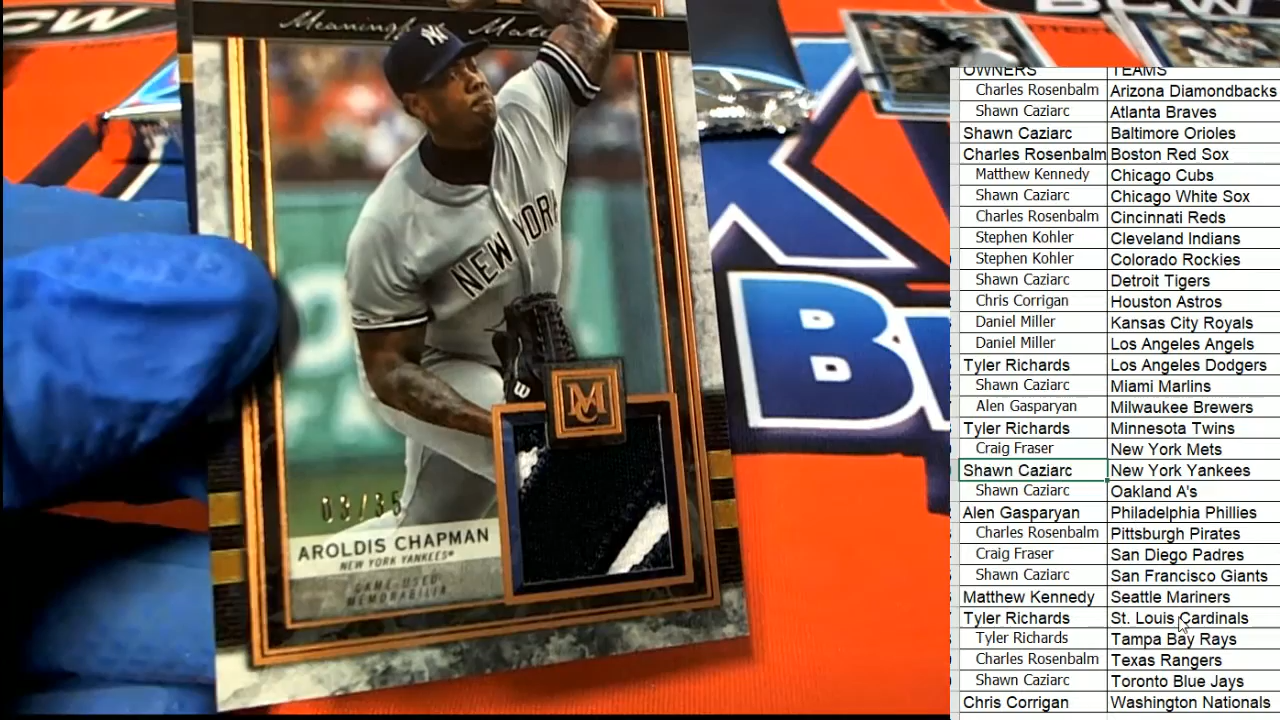 Meaningful Mate
NEW YORK
MC
03/35
AROLDIS CHAPMAN
NEW YORK YANKEES®
GAME-USED
MEMORABILIA
OWNERS TEAMS
Charles Rosenbalm Arizona Diamondbacks
Shawn Caziarc Atlanta Braves
Shawn Caziarc Baltimore Orioles
Charles Rosenbalm Boston Red Sox
Matthew Kennedy Chicago Cubs
Shawn Caziarc Chicago White Sox
Charles Rosenbalm Cincinnati Reds
Stephen Kohler Cleveland Indians
Stephen Kohler Colorado Rockies
Shawn Caziarc Detroit Tigers
Chris Corrigan Houston Astros
Daniel Miller Kansas City Royals
Daniel Miller Los Angeles Angels
Tyler Richards Los Angeles Dodgers
Shawn Caziarc Miami Marlins
Alen Gasparyan Milwaukee Brewers
Tyler Richards Minnesota Twins
Craig Fraser New York Mets
Shawn Caziarc New York Yankees
Shawn Caziarc Oakland A's
Alen Gasparyan Philadelphia Phillies
Charles Rosenbalm Pittsburgh Pirates
Craig Fraser San Diego Padres
Shawn Caziarc San Francisco Giants
Matthew Kennedy Seattle Mariners
Tyler Richards St. Louis Cardinals
Tyler Richards Tampa Bay Rays
Charles Rosenbalm Texas Rangers
Shawn Caziarc Toronto Blue Jays
Chris Corrigan Washington Nationals